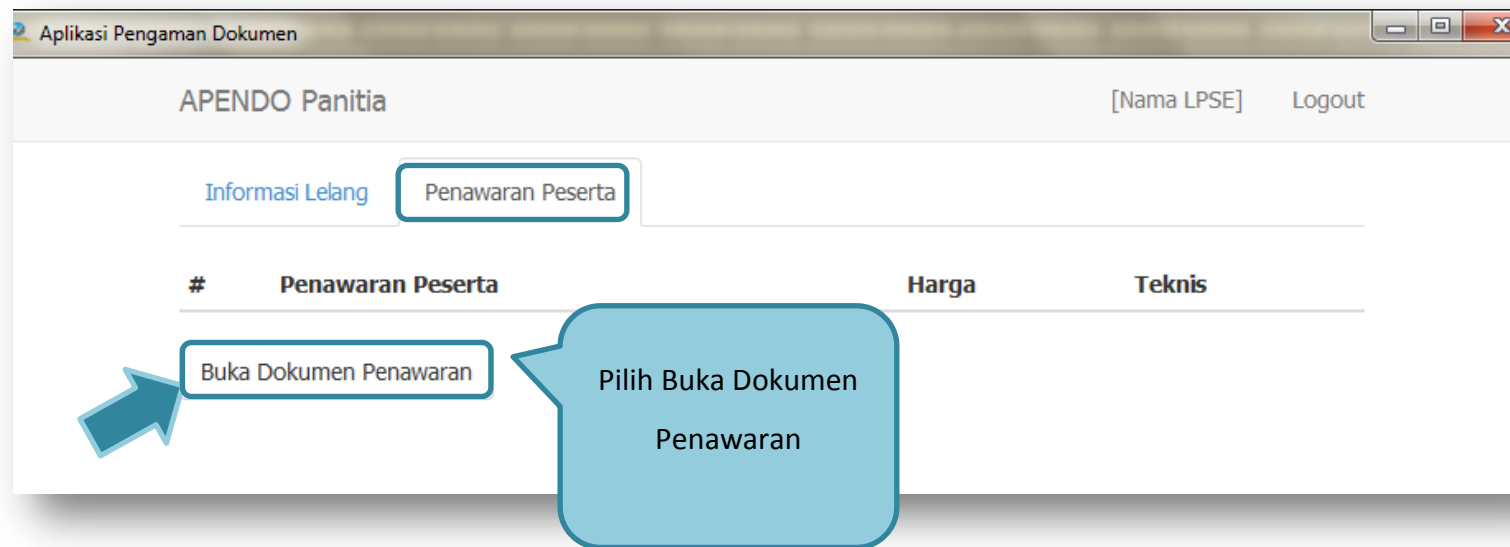 Aplikasi Pengaman Dokumen
APENDO Panitia [Nama LPSE] Logout
Informasi Lelang Penawaran Peserta
# Penawaran Peserta Harga Teknis
Buka Dokumen Penawaran
Pilih Buka Dokumen
Penawaran